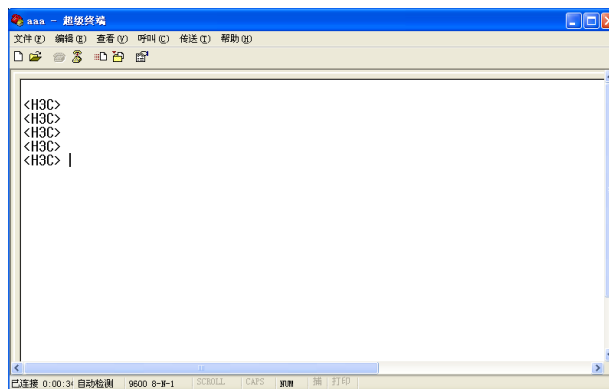 aaa - 超级终端
文件(F) 编辑(E) 查看(V) 呼叫(C) 传送(T) 帮助(H)
<H3C>
<H3C>
<H3C>
<H3C>
<H3C>
已连接 0:00:34 自动检测 9600 8-N-1 SCROLL CAPS NUM 捕 打印